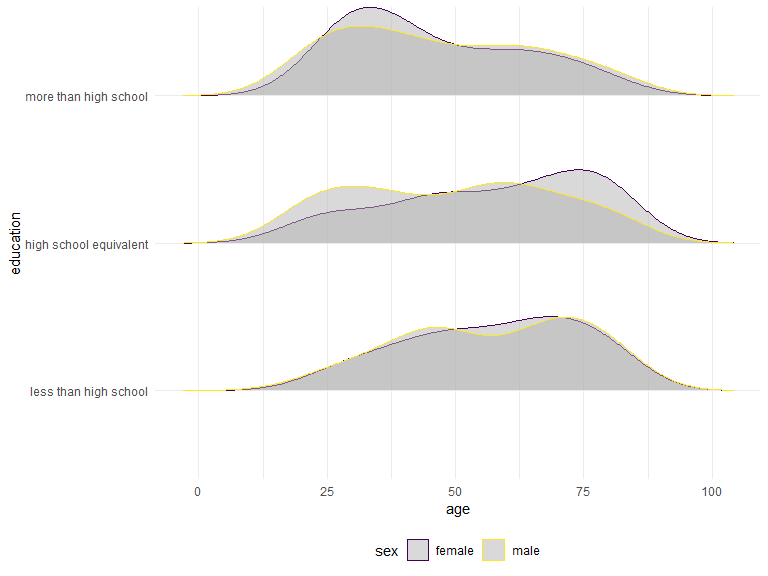 more than high school
high school equivalent
less than high school
education
0 25 50 75 100
age
sex female male